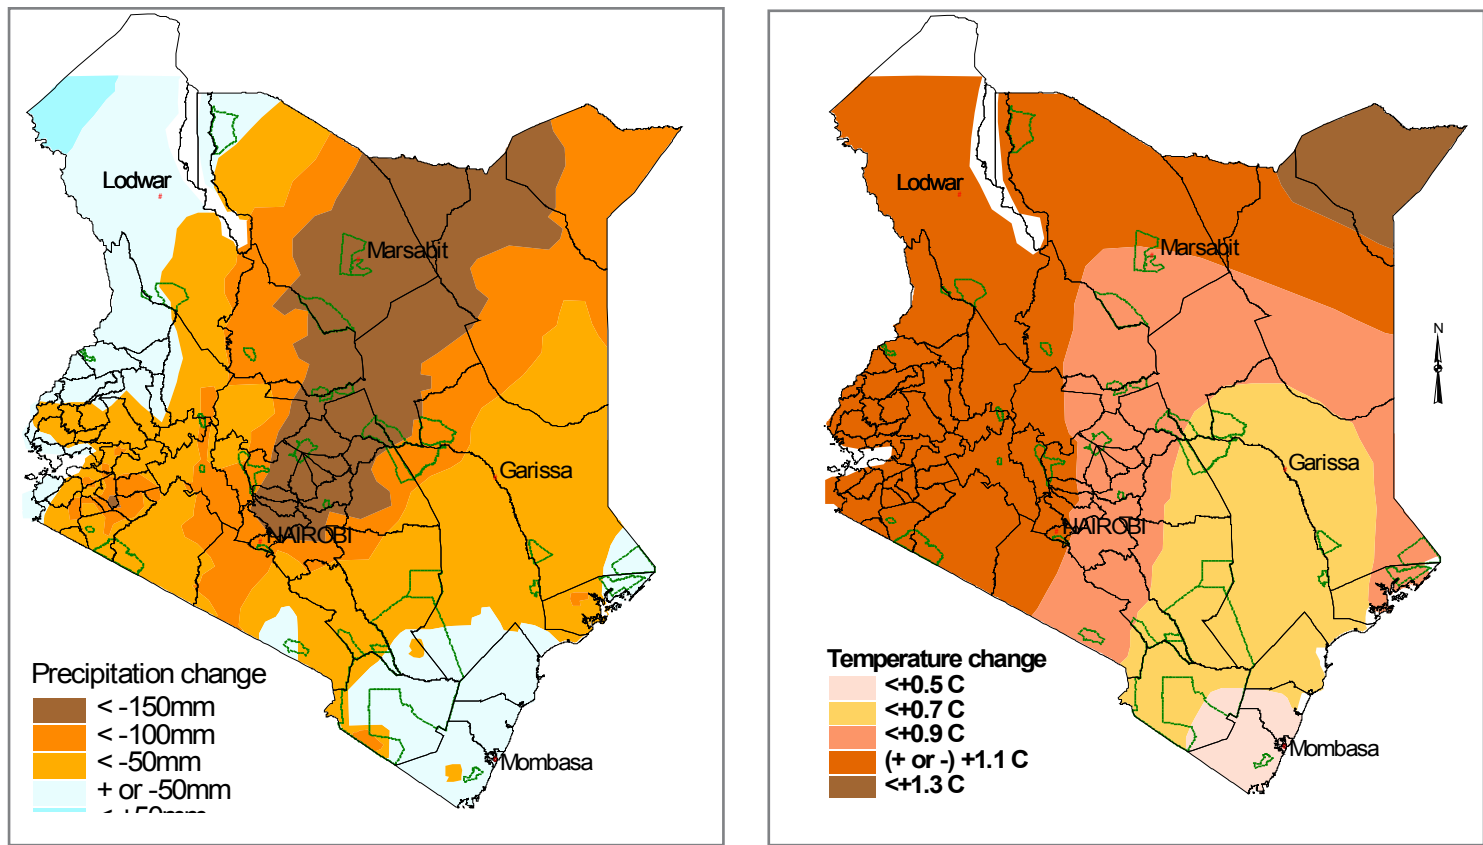 Lodwar
Marsabit
Garissa
NAIROBI
Mombasa
Precipitation change
< -150mm
< -100mm
< -50mm
+ or -50mm
Lodwar
Marsabit
Garissa
NAIROBI
Mombasa
N
Temperature change
<+0.5 C
<+0.7 C
<+0.9 C
(+ or -) +1.1 C
<+1.3 C